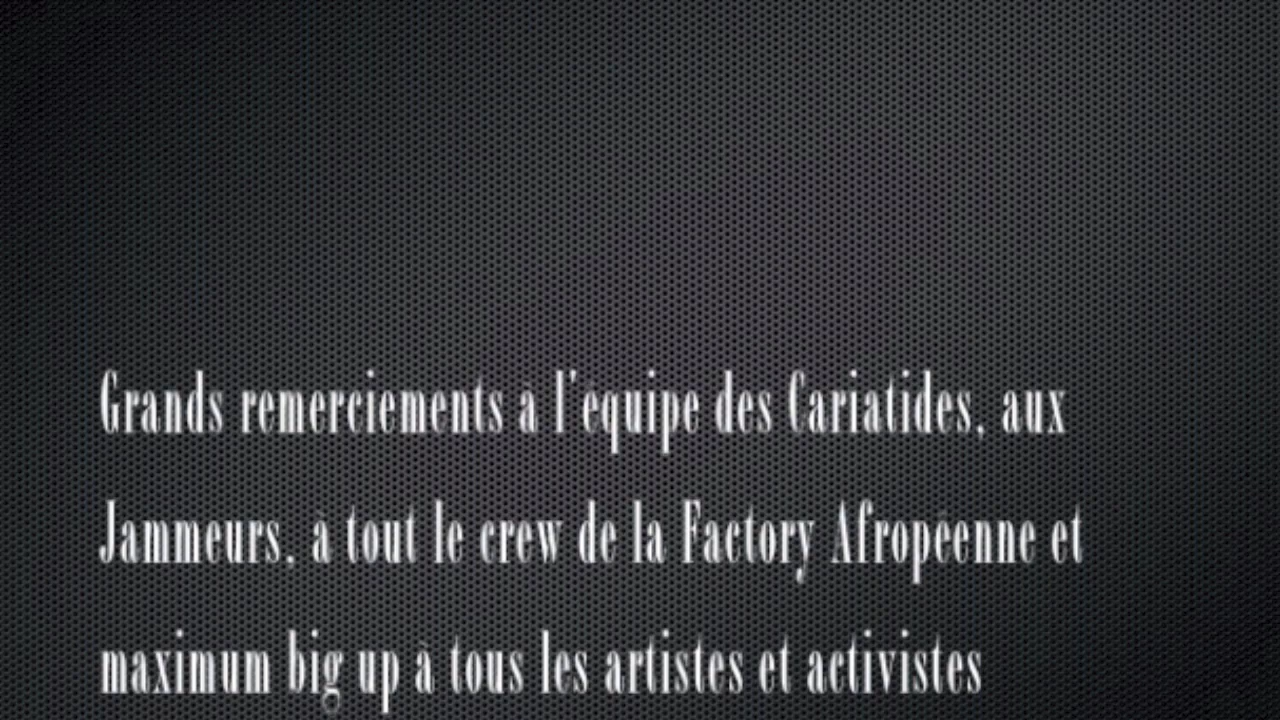 Grands remerciements à l'équipe des Cariatides, aux
Jammeurs, à tout le crew de la Factory Afropéenne et
maximum big up à tous les artistes et activistes